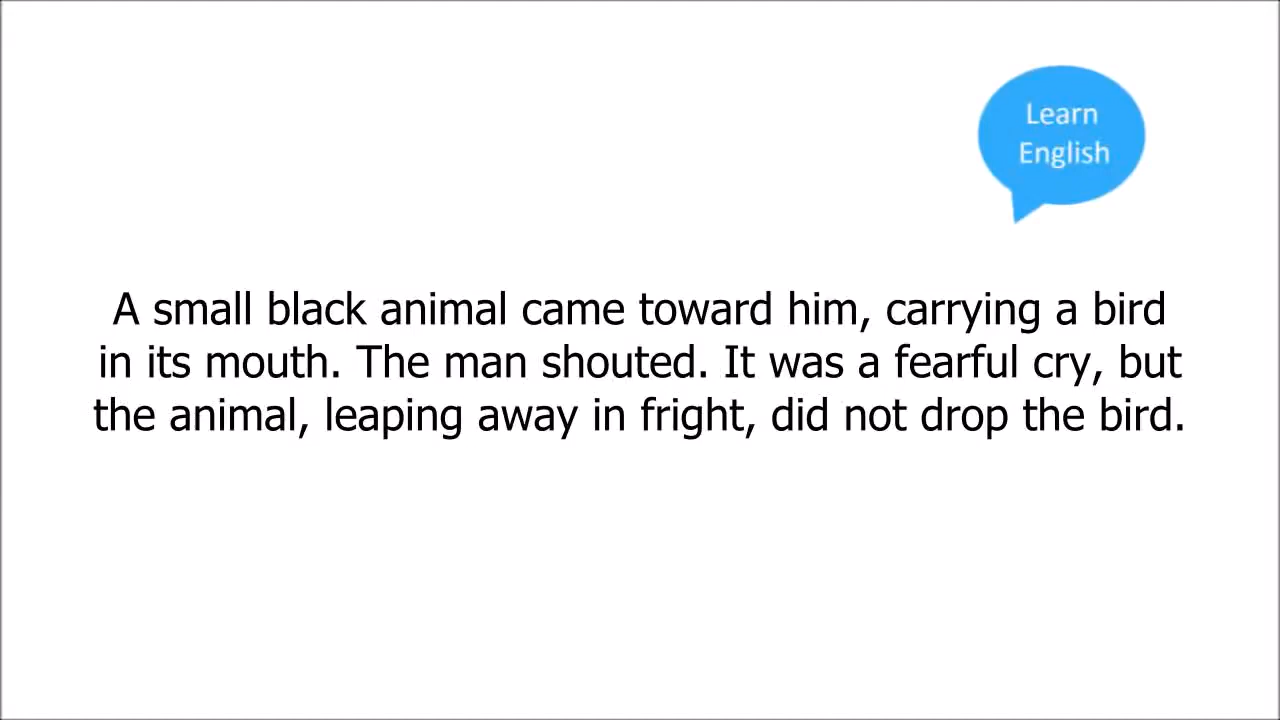 Learn
English
A small black animal came toward him, carrying a bird
in its mouth. The man shouted. It was a fearful cry, but
the animal, leaping away in fright, did not drop the bird.